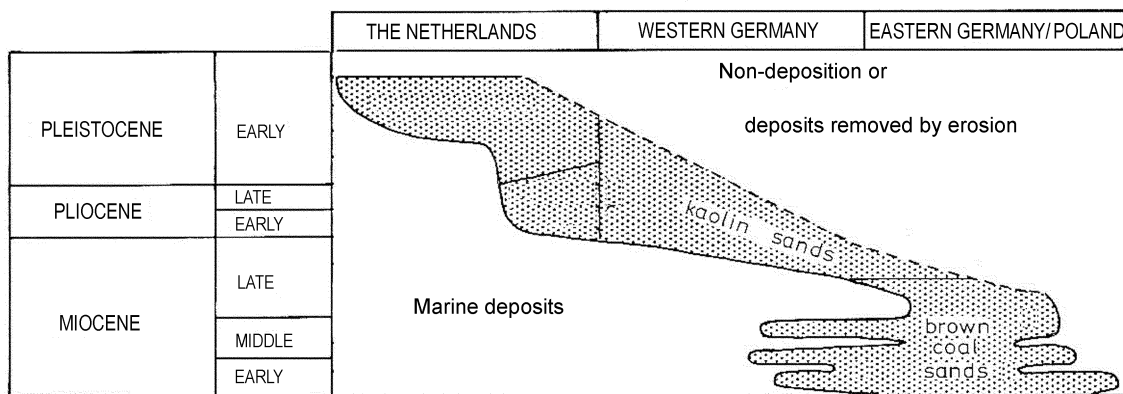 THE NETHERLANDS
WESTERN GERMANY
EASTERN GERMANY/POLAND
Non-deposition or
deposits removed by erosion
PLEISTOCENE
EARLY
PLIOCENE
LATE
EARLY
kaolin sands
MIOCENE
LATE
MIDDLE
EARLY
Marine deposits
brown
coal
sands